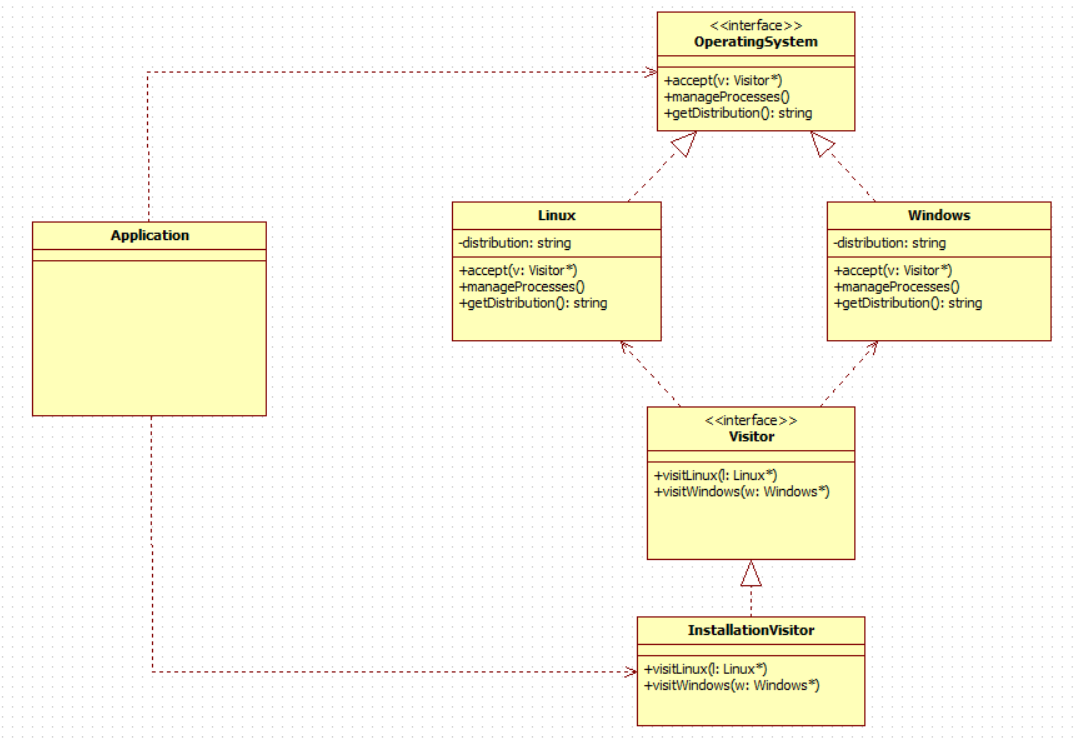 <<interface>>
OperatingSystem
+accept(v: Visitor*)
+manageProcesses()
+getDistribution(): string
Application
Linux
-distribution: string
+accept(v: Visitor*)
+manageProcesses()
+getDistribution(): string
Windows
-distribution: string
+accept(v: Visitor*)
+manageProcesses()
+getDistribution(): string
<<interface>>
Visitor
+visitLinux(l: Linux*)
+visitWindows(w: Windows*)
InstallationVisitor
+visitLinux(l: Linux*)
+visitWindows(w: Windows*)